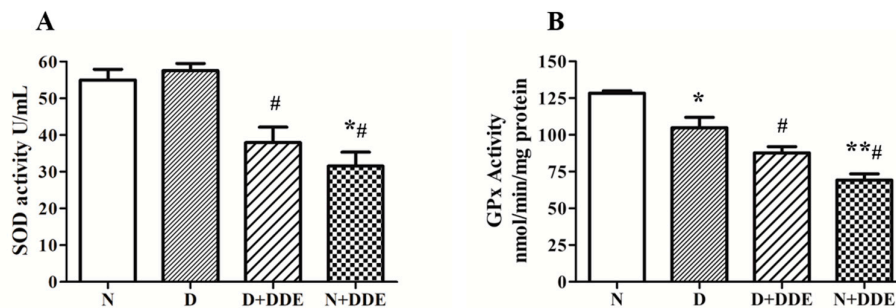 A
SOD activity U/mL
60
50
40
30
20
10
0
#
*#
N
D
D+DDE
N+DDE
B
GPx Activity
nmol/min/mg protein
150
125
100
75
50
25
0
*
#
**#
N
D
D+DDE
N+DDE